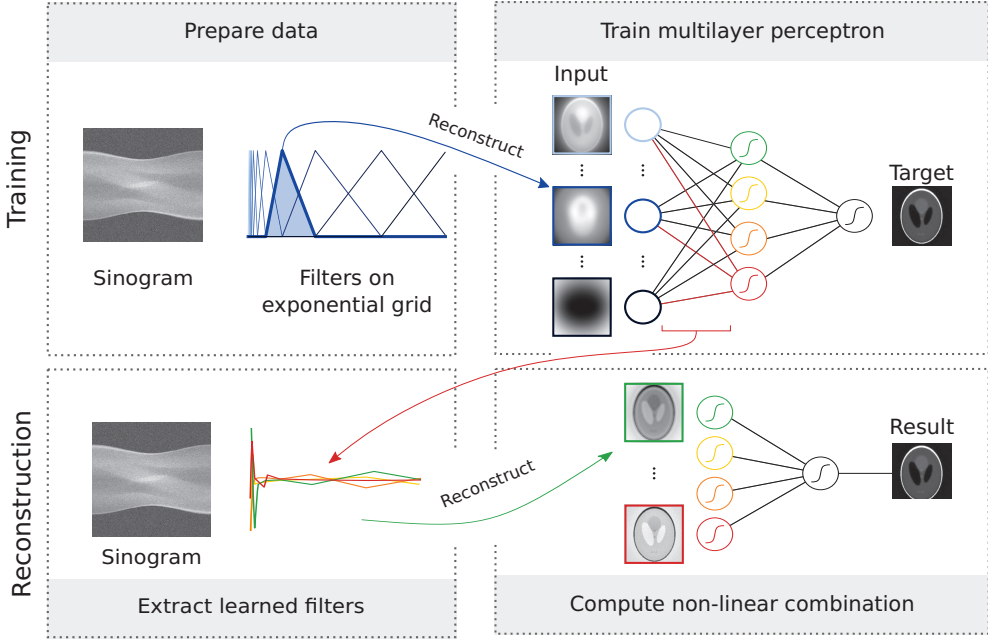 Prepare data
Train multilayer perceptron
Training
Sinogram
Filters on
exponential grid
Reconstruct
Input
...
...
...
...
Target
Reconstruction
Sinogram
Extract learned filters
Reconstruct
...
Result
Compute non-linear combination